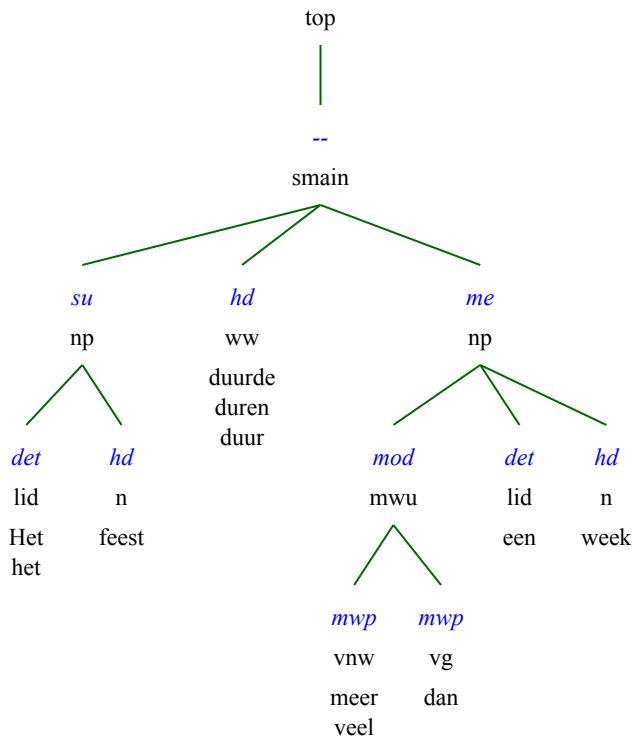 top
--
smain
su hd me
np ww np
duurde
duren
duur
det hd mod det hd
lid n mwu lid n
Het feest een week
het
mwp mwp
vnw vg
meer dan
veel